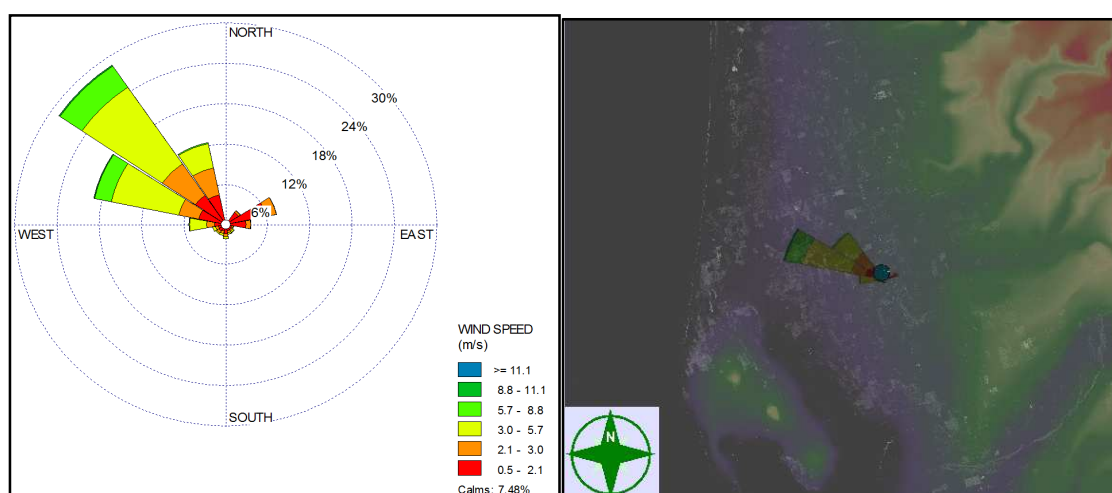 NORTH
30%
24%
18%
12%
6%
WEST
EAST
SOUTH
WIND SPEED
(m/s)
>= 11.1
8.8 - 11.1
5.7 - 8.8
3.0 - 5.7
2.1 - 3.0
0.5 - 2.1
Calms: 7.48%
N